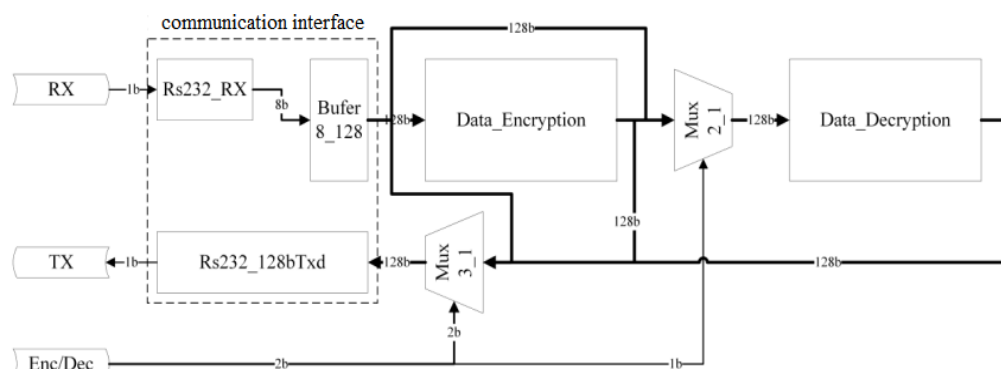 communication interface
128b
RX
1b
Rs232_RX
8b
Bufer
8_128
128b
Data_Encryption
Mux
2_1
128b
Data_Decryption
128b
TX
1b
Rs232_128bTxd
128b
Mux
3_1
128b
2b
Enc/Dec
2b
1b